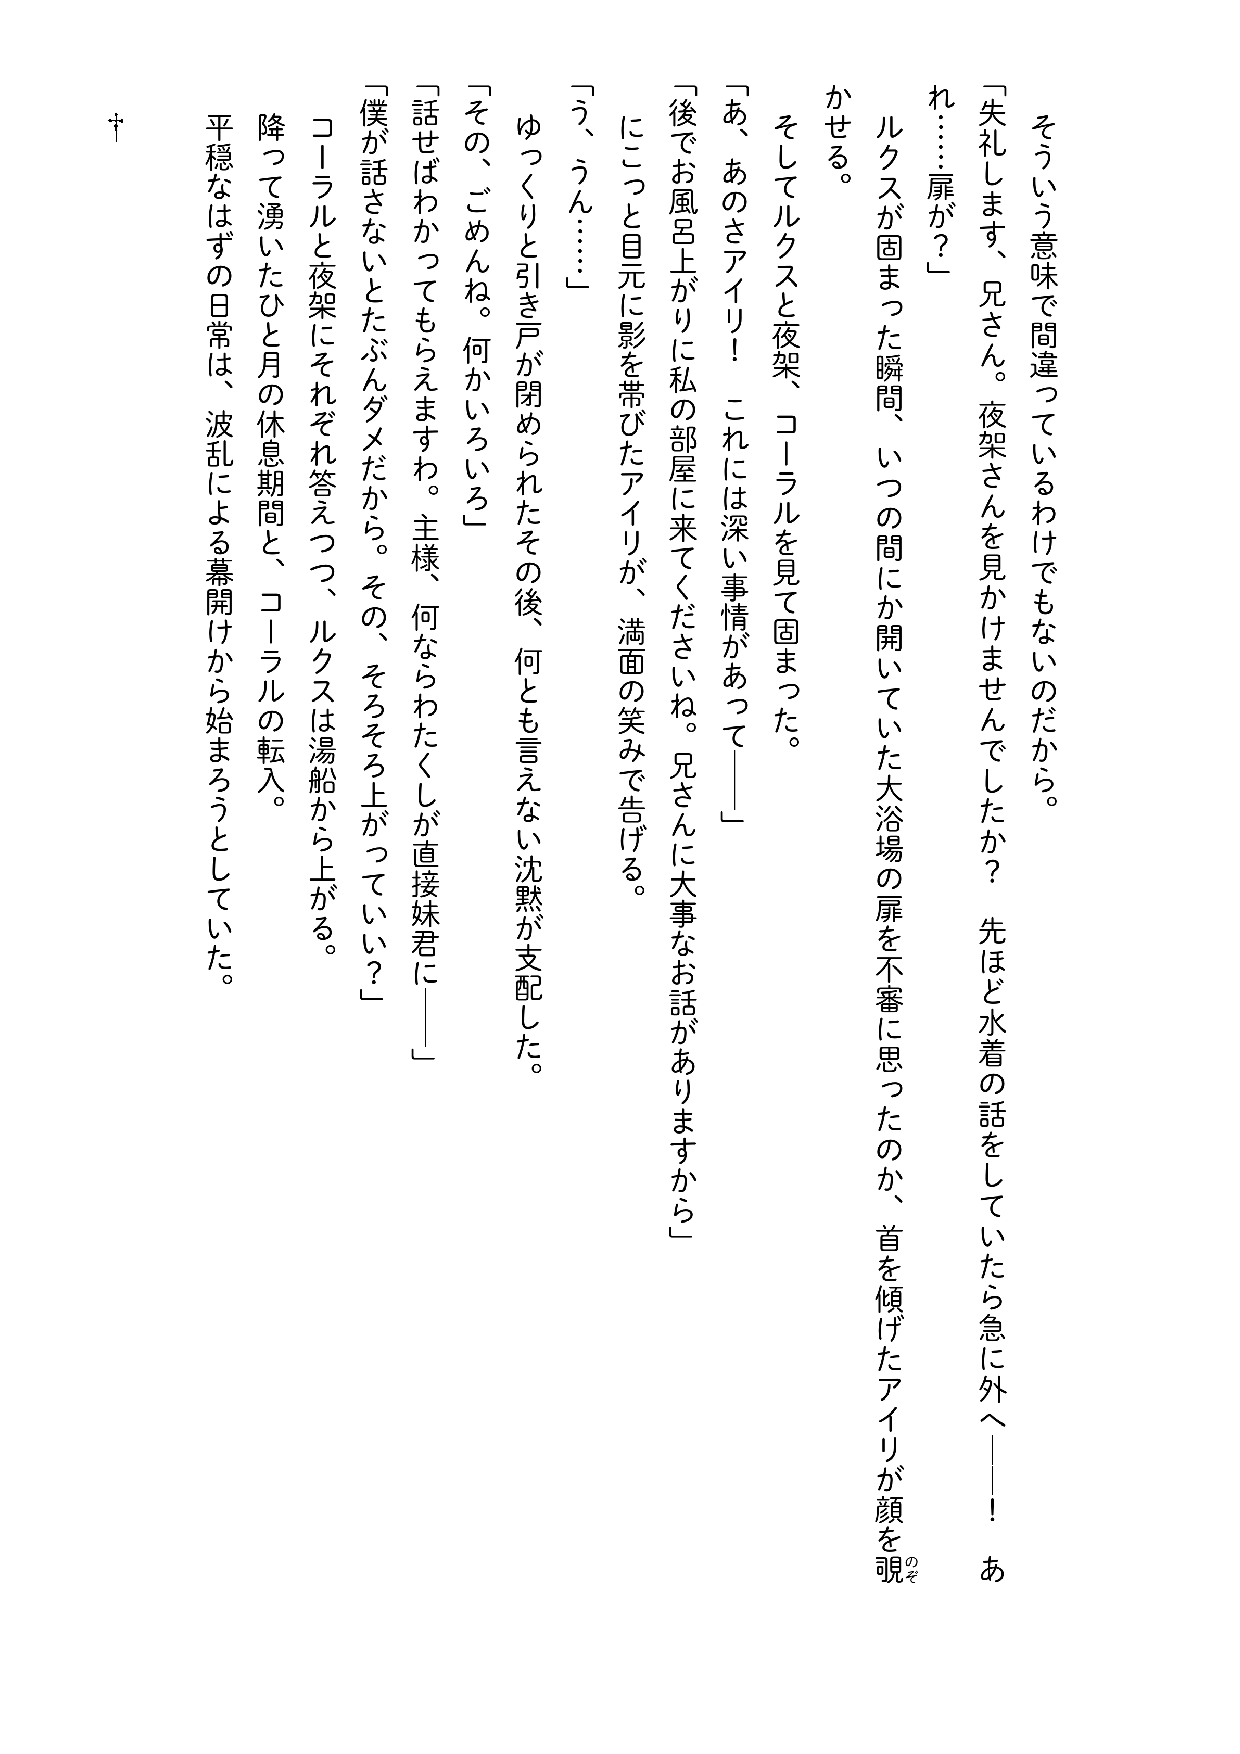 そういう意味で間違っているわけでもないのだから。
「失礼します、兄さん。夜架さんを見かけませんでしたか？　先ほど水着の話をしていたら急に外へ――！　あ
れ……扉が？」
　ルクスが固まった瞬間、いつの間にか開いていた大浴場の扉を不審に思ったのか、首を傾げたアイリが顔を覗のぞ
かせる。
　そしてルクスと夜架、コーラルを見て固まった。
「あ、あのさアイリ！　これには深い事情があって――」
「後でお風呂上がりに私の部屋に来てくださいね。兄さんに大事なお話がありますから」
　にこっと目元に影を帯びたアイリが、満面の笑みで告げる。
「う、うん……」
　ゆっくりと引き戸が閉められたその後、何とも言えない沈黙が支配した。
「その、ごめんね。何かいろいろ」
「話せばわかってもらえますわ。主様、何ならわたくしが直接妹君に――」
「僕が話さないとたぶんダメだから。その、そろそろ上がっていい？」
　コーラルと夜架にそれぞれ答えつつ、ルクスは湯船から上がる。
　降って湧いたひと月の休息期間と、コーラルの転入。
　平穏なはずの日常は、波乱による幕開けから始まろうとしていた。
†